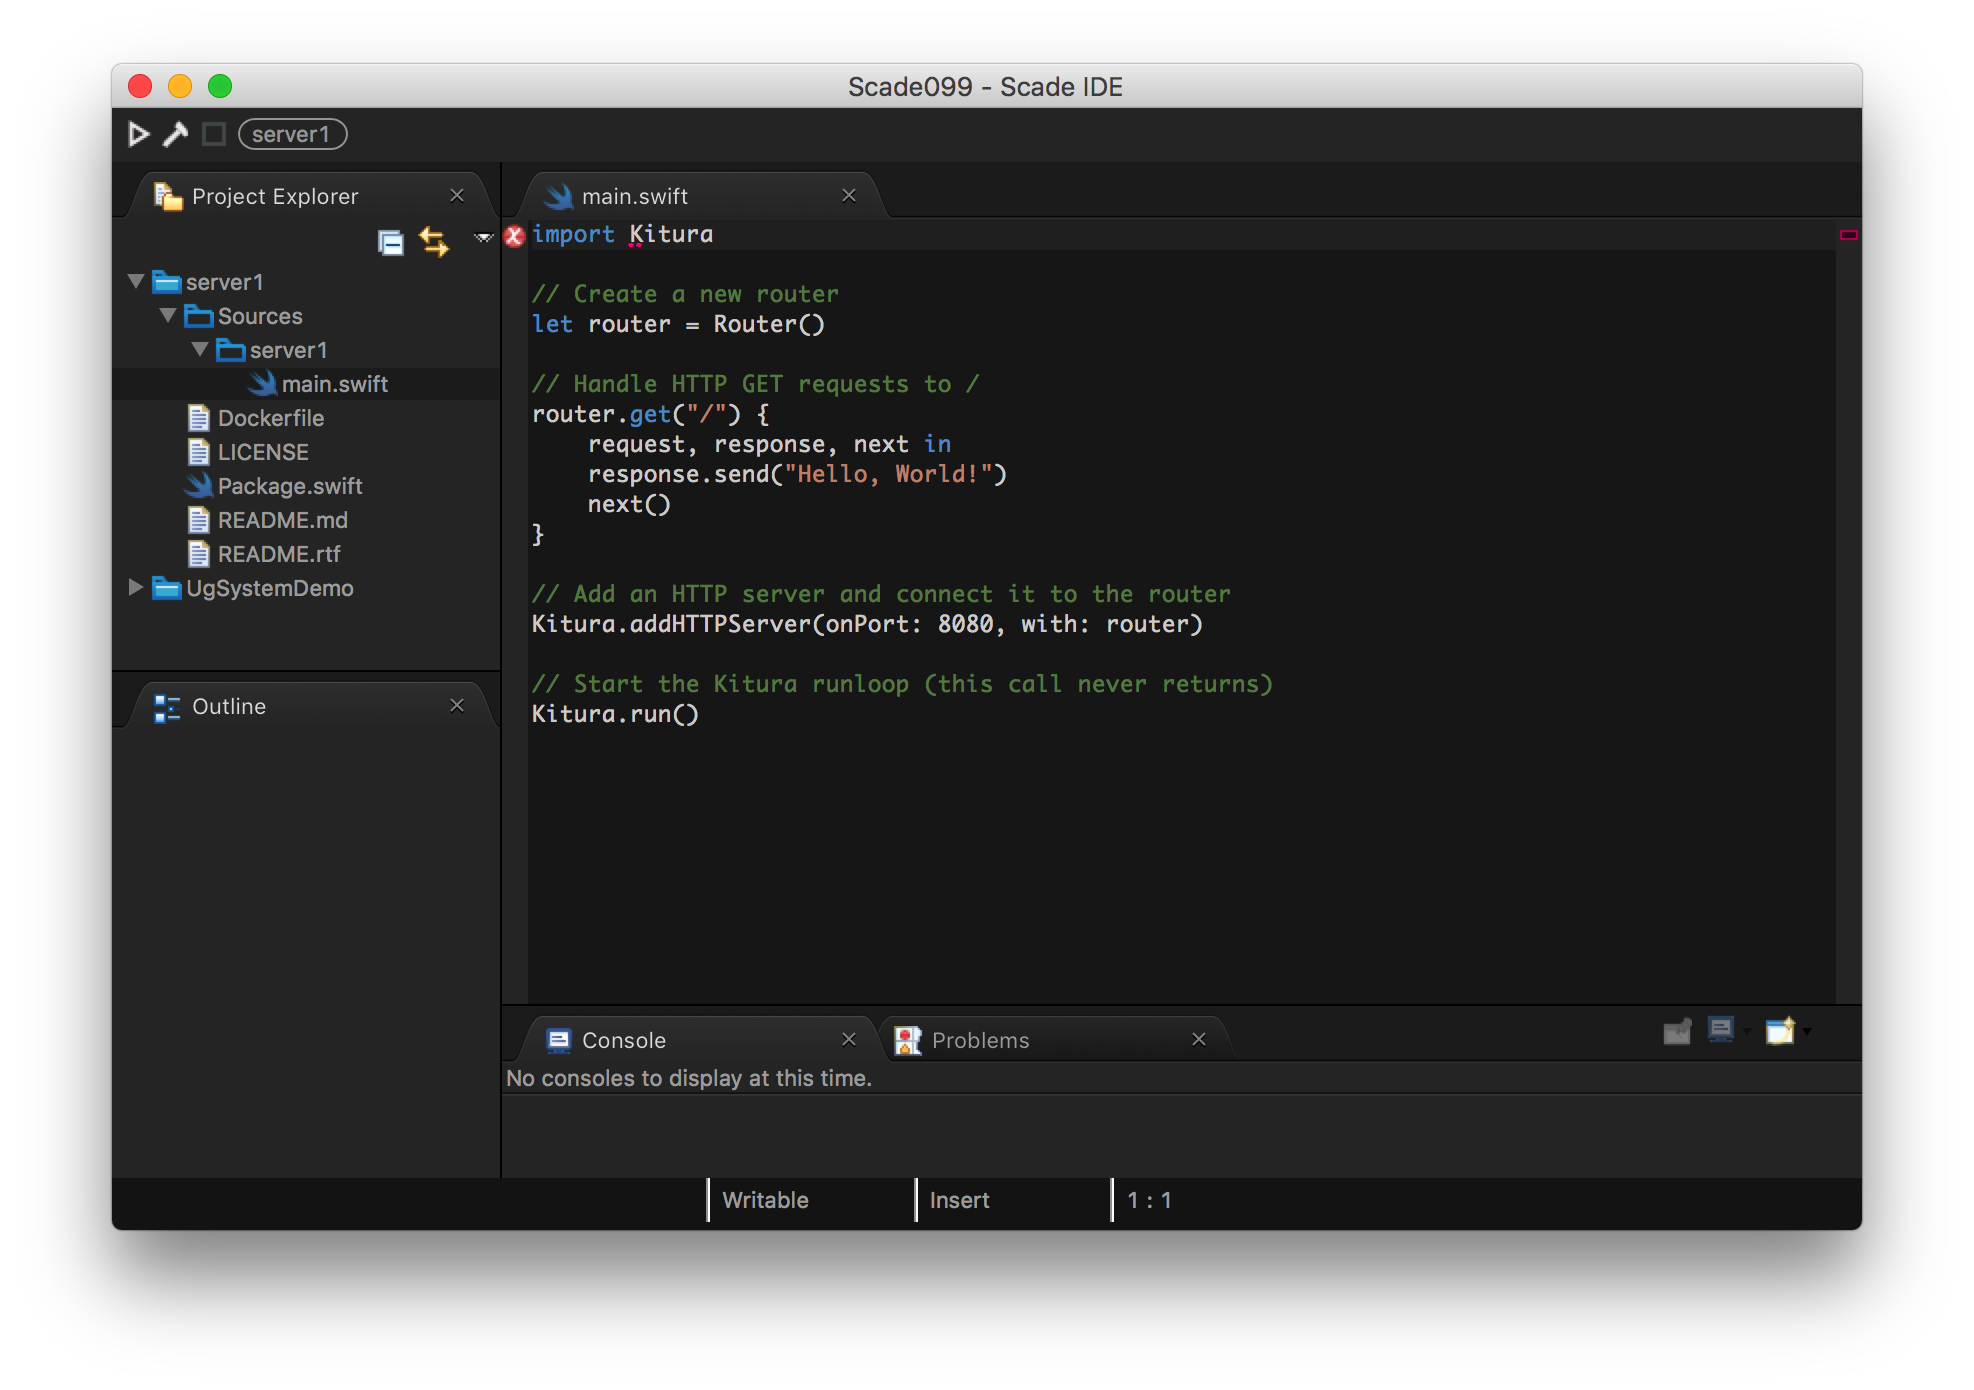 Scade099 - Scade IDE
server1
Project Explorer
server1
Sources
server1
main.swift
Dockerfile
LICENSE
Package.swift
README.md
README.rtf
UgSystemDemo
Outline
main.swift
import Kitura
// Create a new router
let router = Router()
// Handle HTTP GET requests to /
router.get("/") {
    request, response, next in
    response.send("Hello, World!")
    next()
}
// Add an HTTP server and connect it to the router
Kitura.addHTTPServer(onPort: 8080, with: router)
// Start the Kitura runloop (this call never returns)
Kitura.run()
Console
Problems
No consoles to display at this time.
Writable
Insert
1 : 1